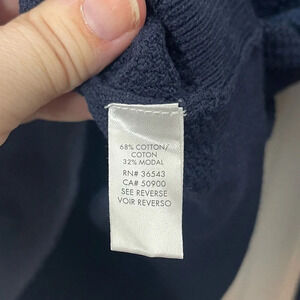 68% COTTON/
COTON
32% MODAL
RN# 36543
CA# 50900
SEE REVERSE
VOIR REVERSO